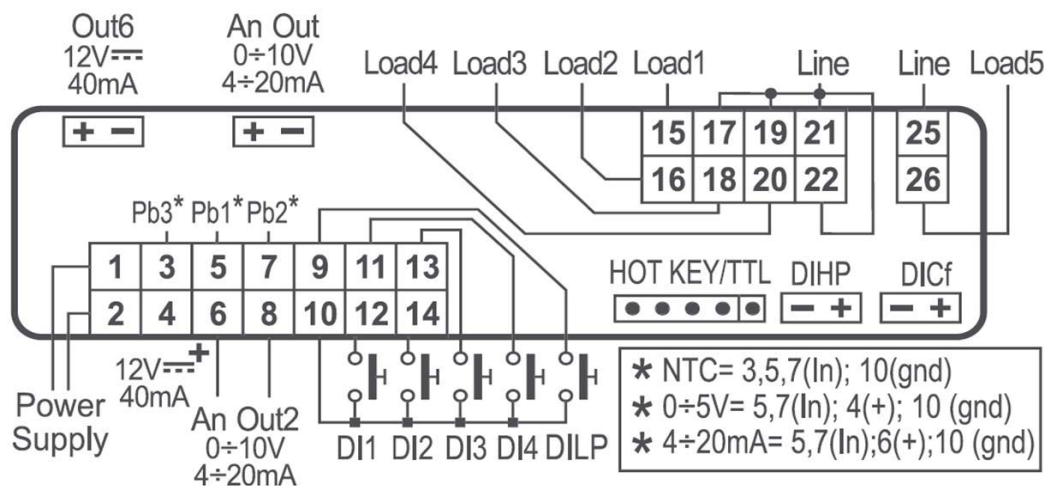 Out6
12V
40mA
An Out
0÷10V
4÷20mA
Load4 Load3 Load2 Load1 Line Line Load5
+ − + −
15 17 19 21 25
16 18 20 22 26
Pb3* Pb1* Pb2*
1 3 5 7 9 11 13
2 4 6 8 10 12 14
HOT KEY/TTL DIHP DICf
− + − +
Power
Supply
12V +
40mA
An Out2
0÷10V
4÷20mA
DI1 DI2 DI3 DI4 DILP
* NTC= 3,5,7(In); 10(gnd)
* 0÷5V= 5,7(In); 4(+); 10 (gnd)
* 4÷20mA= 5,7(In);6(+);10 (gnd)